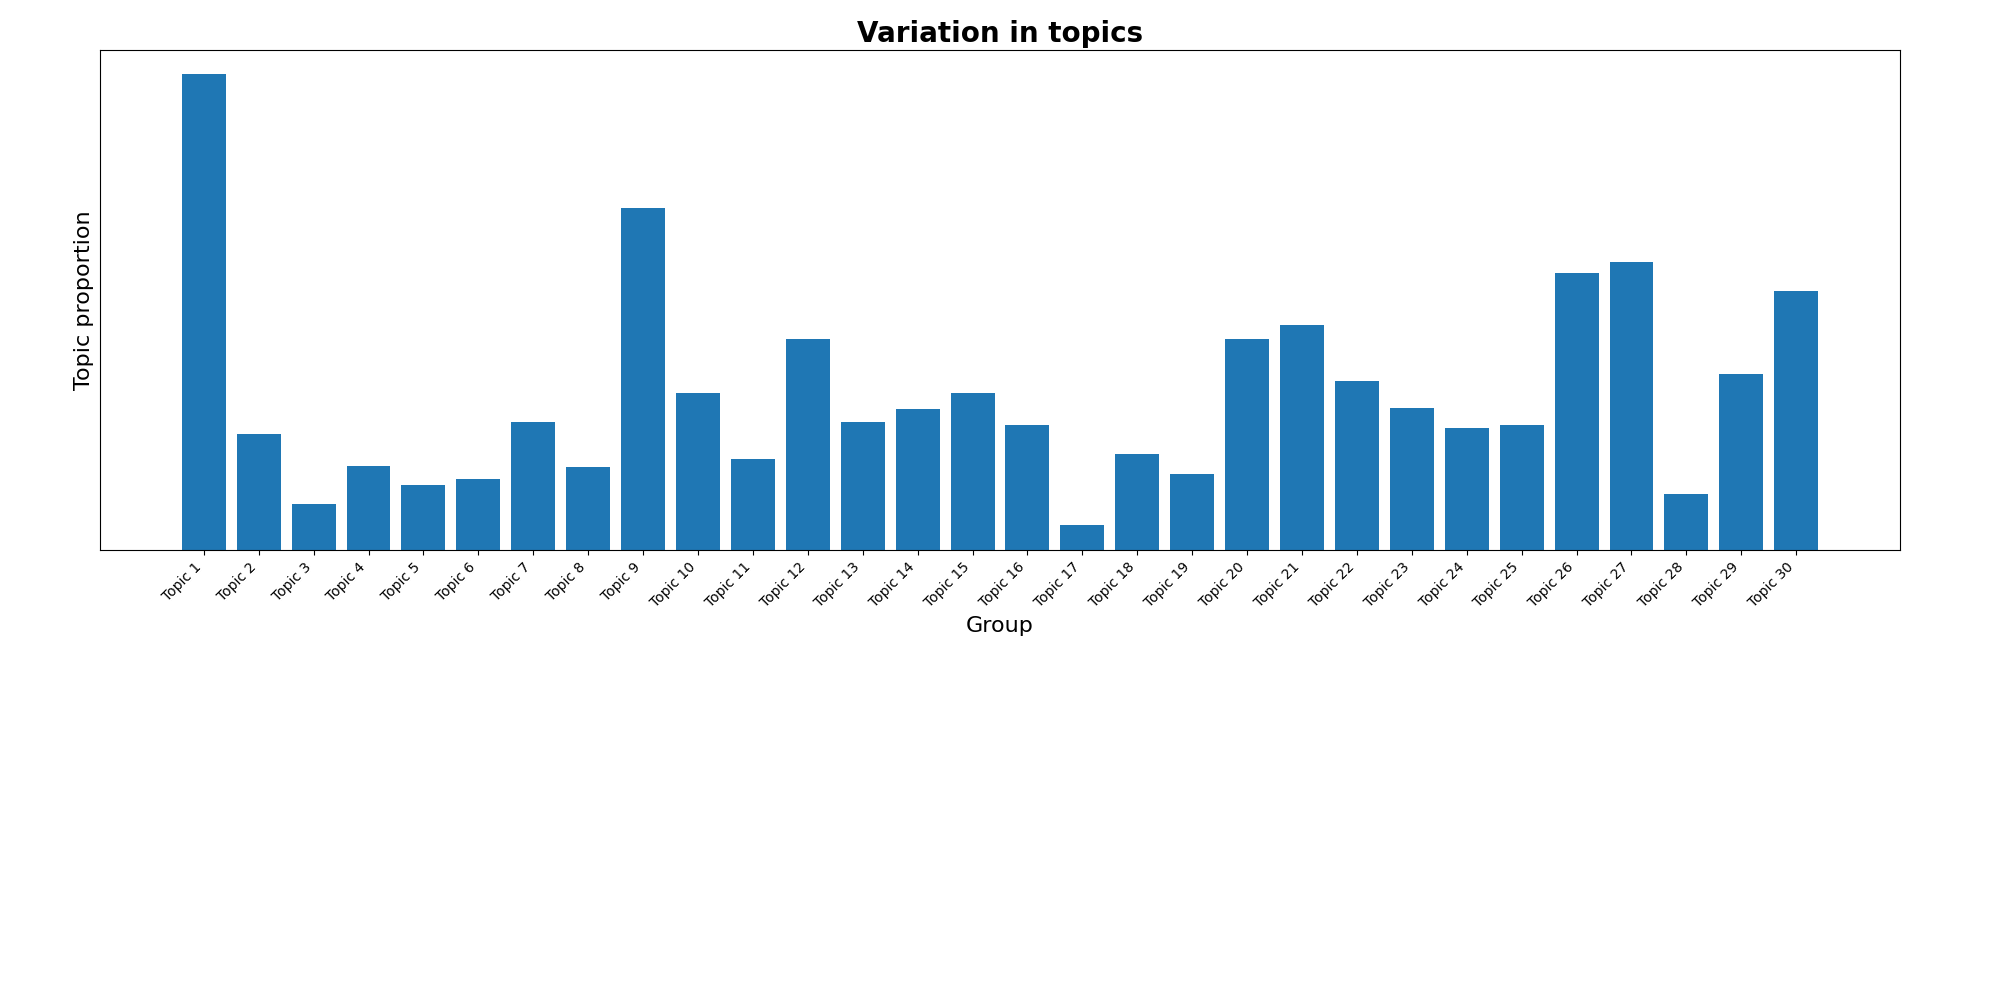 Variation in topics
Topic proportion
Topic 1
Topic 2
Topic 3
Topic 4
Topic 5
Topic 6
Topic 7
Topic 8
Topic 9
Topic 10
Topic 11
Topic 12
Topic 13
Topic 14
Topic 15
Topic 16
Topic 17
Topic 18
Topic 19
Topic 20
Topic 21
Topic 22
Topic 23
Topic 24
Topic 25
Topic 26
Topic 27
Topic 28
Topic 29
Topic 30
Group